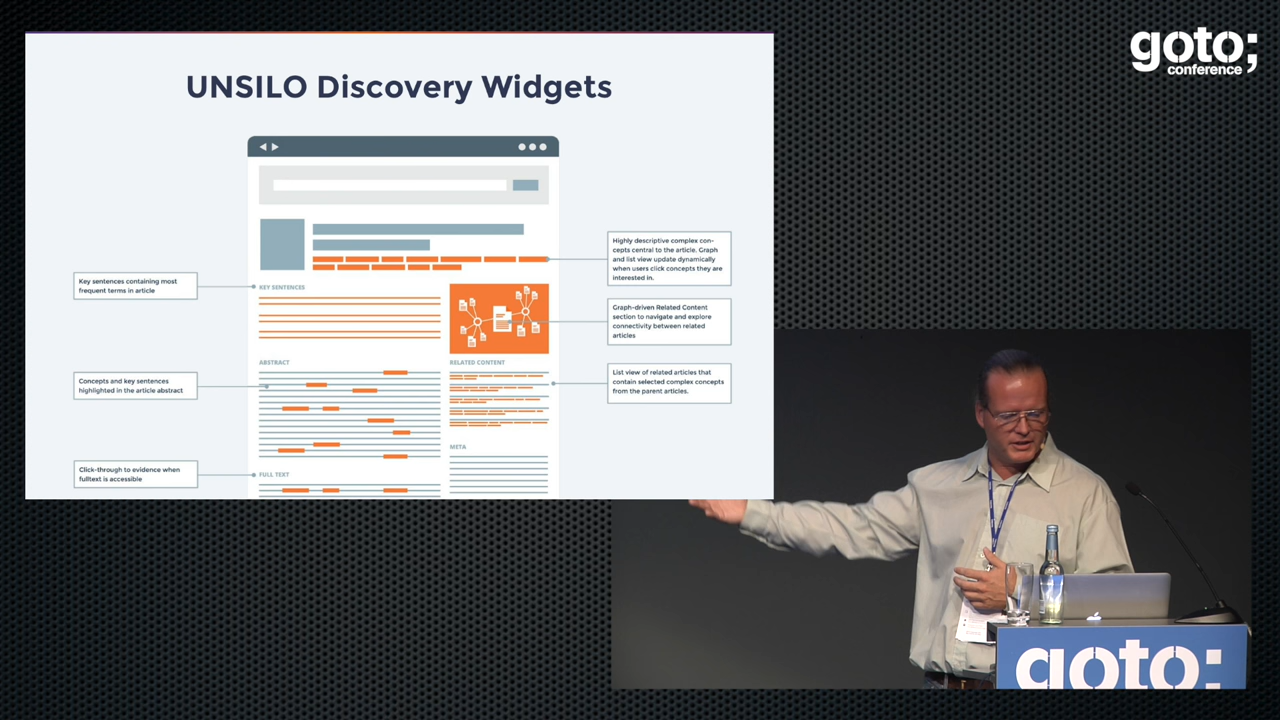 goto;
conference
UNSILO Discovery Widgets
Key sentences containing most
frequent terms in article
Concepts and key sentences
highlighted in the article abstract
Click-through to evidence when
fulltext is accessible
KEY SENTENCES
ABSTRACT
FULL TEXT
RELATED CONTENT
META
Highly descriptive complex con-
cepts central to the article. Graph
and list view update dynamically
when users click concepts they are
interested in.
Graph-driven Related Content
section to navigate and explore
connectivity between related
articles
List view of related articles that
contain selected complex concepts
from the parent articles.
goto;